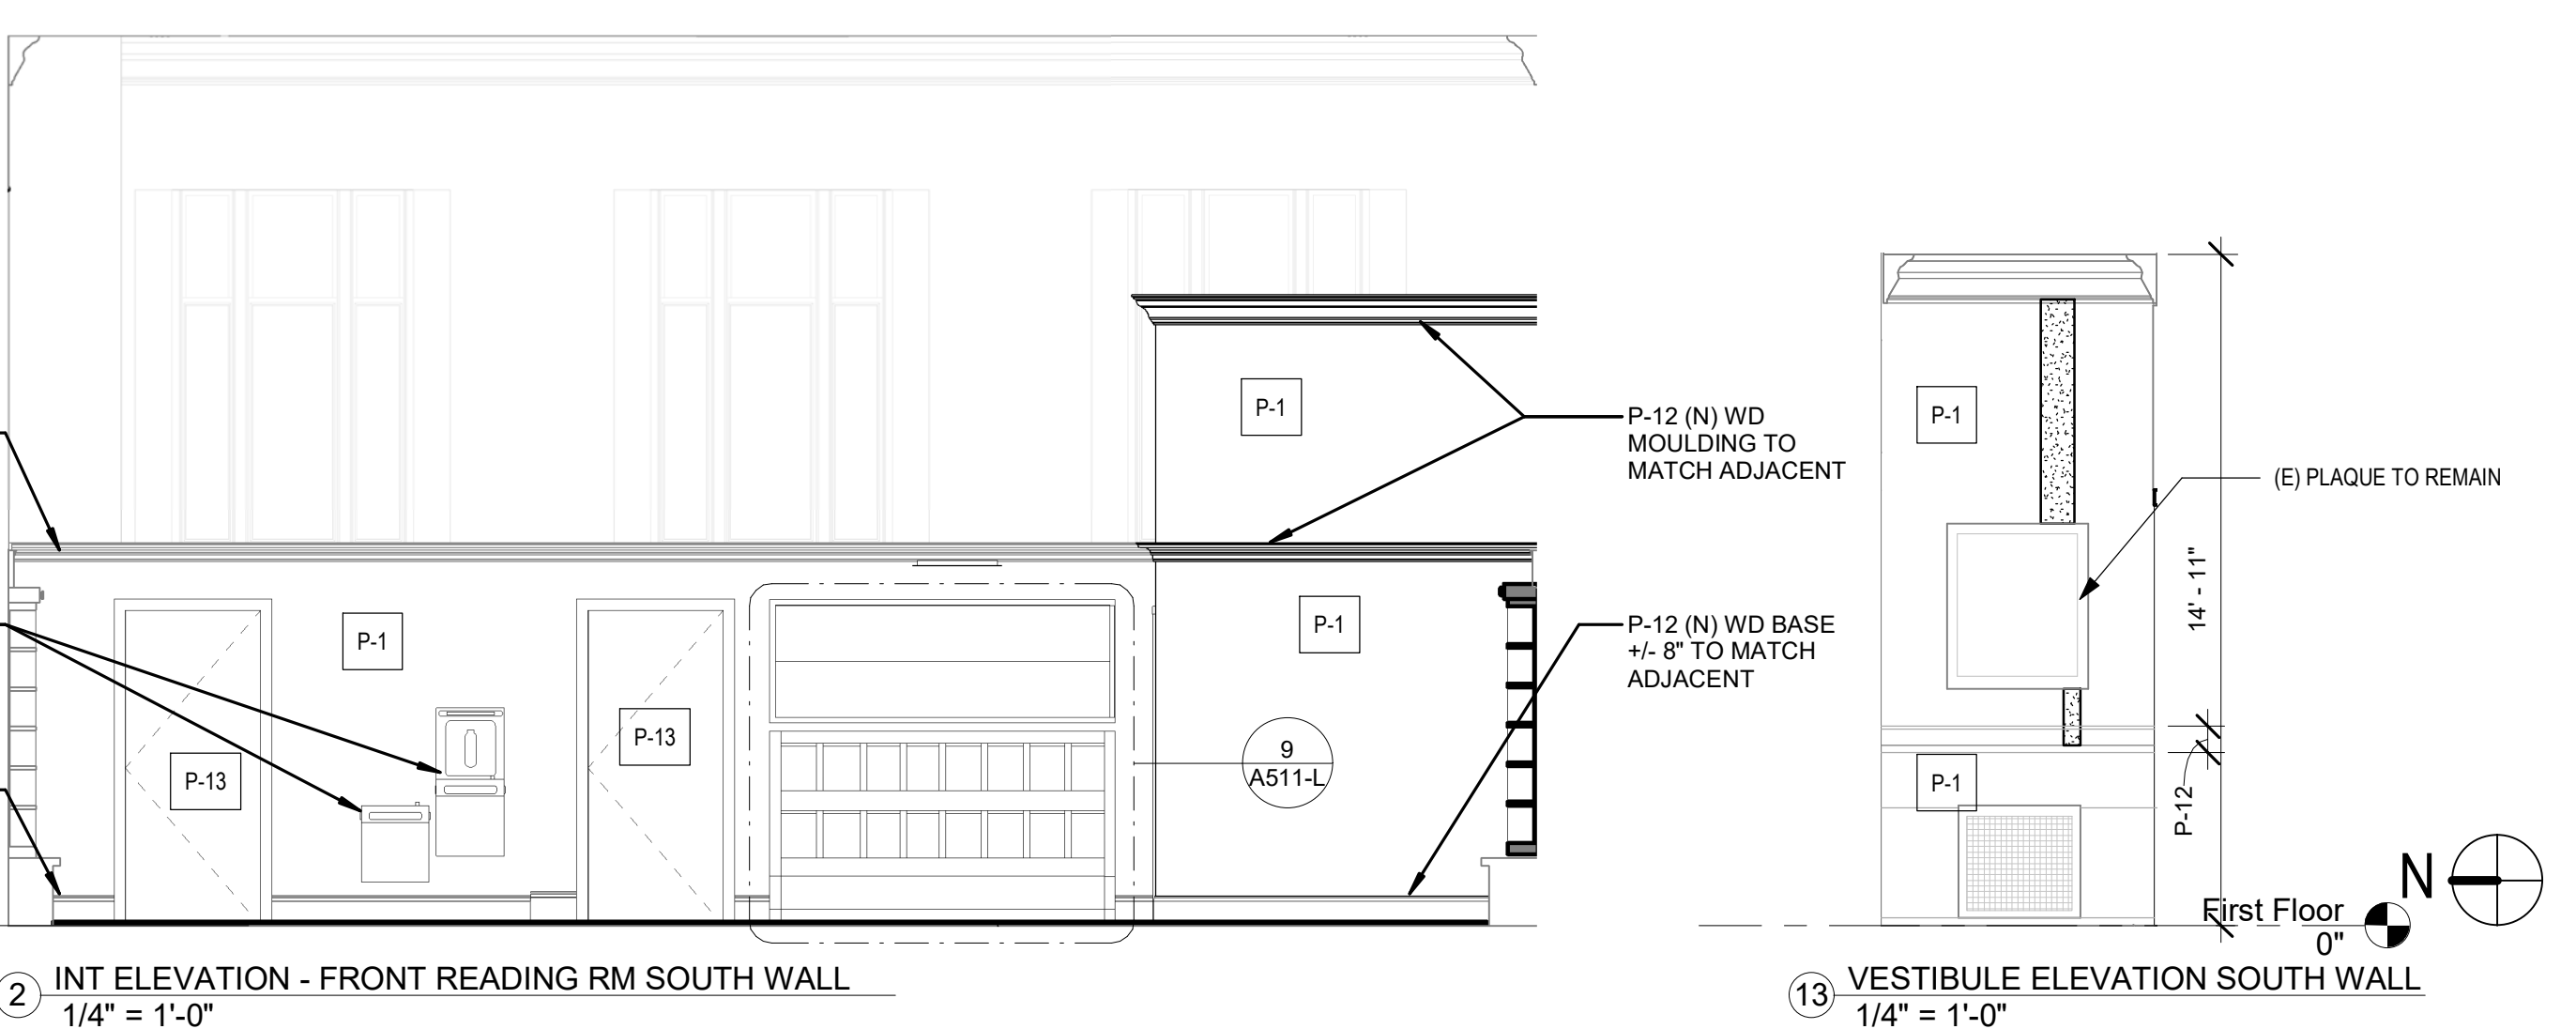 P-1
P-12 (N) WD
MOULDING TO
MATCH ADJACENT
P-1
(E) PLAQUE TO REMAIN
14' - 11"
P-1
P-1
P-12 (N) WD BASE
+/- 8" TO MATCH
ADJACENT
P-13
P-13
9
A511-L
P-1
P-12
N
First Floor
0"
2
INT ELEVATION - FRONT READING RM SOUTH WALL
1/4" = 1'-0"
13
VESTIBULE ELEVATION SOUTH WALL
1/4" = 1'-0"